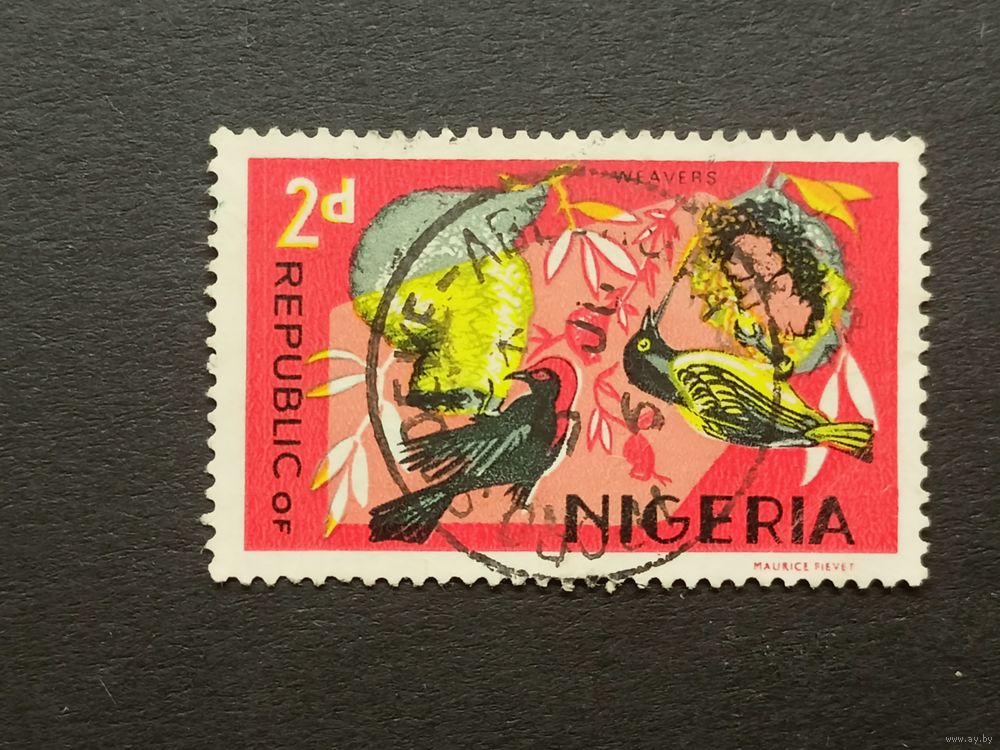 WEAVERS
2d
REPUBLIC OF
NIGERIA
MAURICE FIEVET
www.ay.by